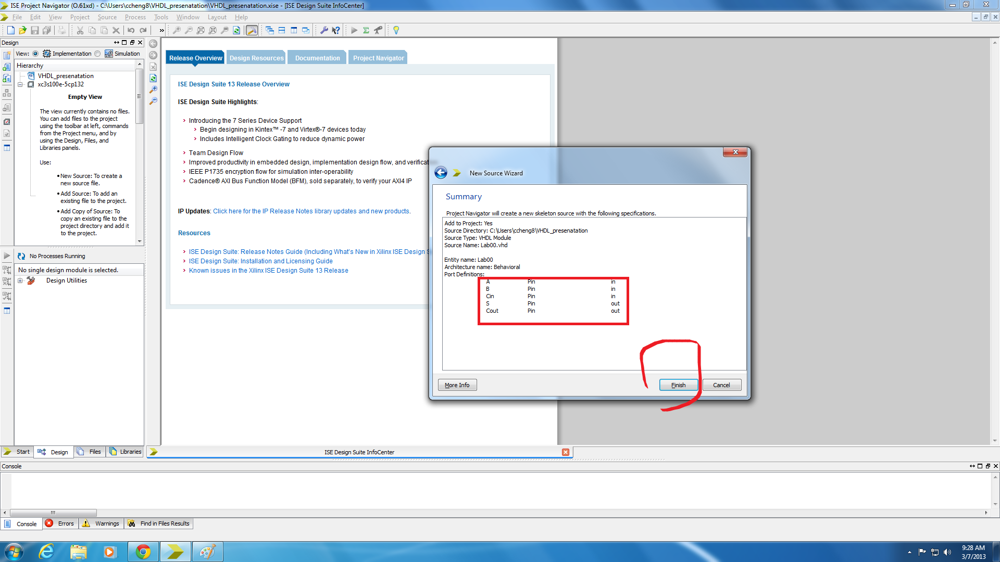 ISE Project Navigator (O.61xd) - C:\Users\ccheng8\VHDL_presenatation\VHDL_presenatation.xise - [ISE Design Suite InfoCenter]
File Edit View Project Source Process Tools Window Layout Help
»
Design
View: Implementation Simulation
Hierarchy
VHDL_presenatation
xc3s100e-5cp132
Empty View
The view currently contains no files.
You can add files to the project
using the toolbar at left, commands
from the Project menu, and by
using the Design, Files, and
Libraries panels.
Use:
• New Source: To create a
new source file.
• Add Source: To add an
existing file to the project.
• Add Copy of Source: To
copy an existing file to the
project directory and add it
to the project.
No Processes Running
No single design module is selected.
Design Utilities
Start Design Files Libraries
Release Overview Design Resources Documentation Project Navigator
ISE Design Suite 13 Release Overview
ISE Design Suite Highlights:
Introducing the 7 Series Device Support
Begin designing in Kintex™ -7 and Virtex®-7 devices today
Includes Intelligent Clock Gating to reduce dynamic power
Team Design Flow
Improved productivity in embedded design, implementation design flow, and verificati
IEEE P1735 encryption flow for simulation inter-operability
Cadence® AXI Bus Function Model (BFM), sold separately, to verify your AXI4 IP
IP Updates: Click here for the IP Release Notes library updates and new products.
Resources
ISE Design Suite: Release Notes Guide (Including What's New in Xilinx ISE Design S
ISE Design Suite: Installation and Licensing Guide
Known issues in the Xilinx ISE Design Suite 13 Release
ISE Design Suite InfoCenter
New Source Wizard
Summary
Project Navigator will create a new skeleton source with the following specifications.
Add to Project: Yes
Source Directory: C:\Users\ccheng8\VHDL_presenatation
Source Type: VHDL Module
Source Name: Lab00.vhd
Entity name: Lab00
Architecture name: Behavioral
Port Definitions:
A Pin in
B Pin in
Cin Pin in
S Pin out
Cout Pin out
More Info Finish Cancel
Console
Console Errors Warnings Find in Files Results
9:28 AM
3/7/2013